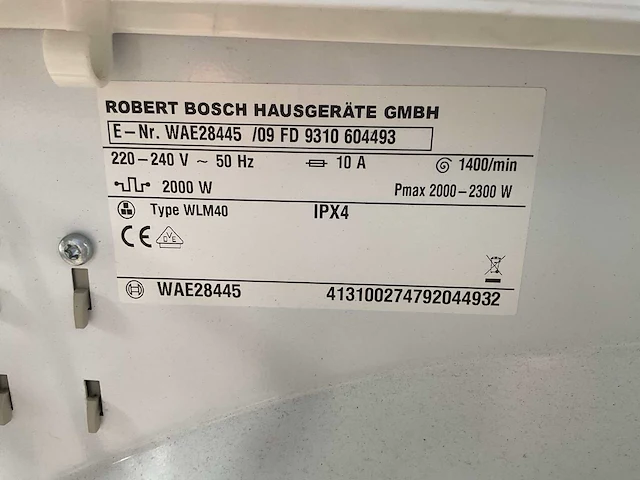 ROBERT BOSCH HAUSGERÄTE GMBH
E-Nr. WAE28445 /09 FD 9310 604493
220-240 V ~ 50 Hz 10 A 1400/min
2000 W Pmax 2000-2300 W
Type WLM40 IPX4
CE DVE
WAE28445 413100274792044932